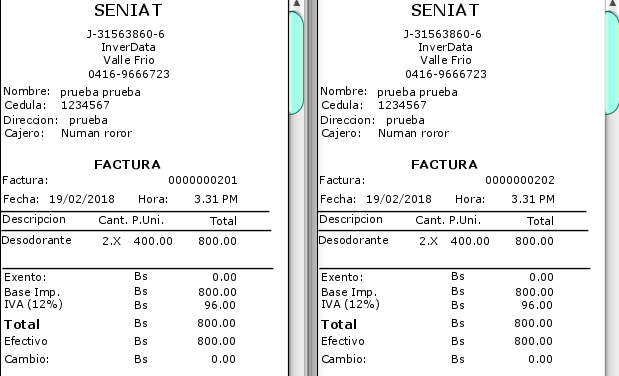 SENIAT
J-31563860-6
InverData
Valle Frio
0416-9666723
Nombre: prueba prueba
Cedula: 1234567
Direccion: prueba
Cajero: Numan roror
FACTURA
Factura: 0000000201
Fecha: 19/02/2018 Hora: 3.31 PM
Descripcion Cant. P.Uni. Total
Desodorante 2.X 400.00 800.00
Exento: Bs 0.00
Base Imp. Bs 800.00
IVA (12%) Bs 96.00
Total Bs 800.00
Efectivo Bs 800.00
Cambio: Bs 0.00
SENIAT
J-31563860-6
InverData
Valle Frio
0416-9666723
Nombre: prueba prueba
Cedula: 1234567
Direccion: prueba
Cajero: Numan roror
FACTURA
Factura: 0000000202
Fecha: 19/02/2018 Hora: 3.31 PM
Descripcion Cant. P.Uni. Total
Desodorante 2.X 400.00 800.00
Exento: Bs 0.00
Base Imp. Bs 800.00
IVA (12%) Bs 96.00
Total Bs 800.00
Efectivo Bs 800.00
Cambio: Bs 0.00